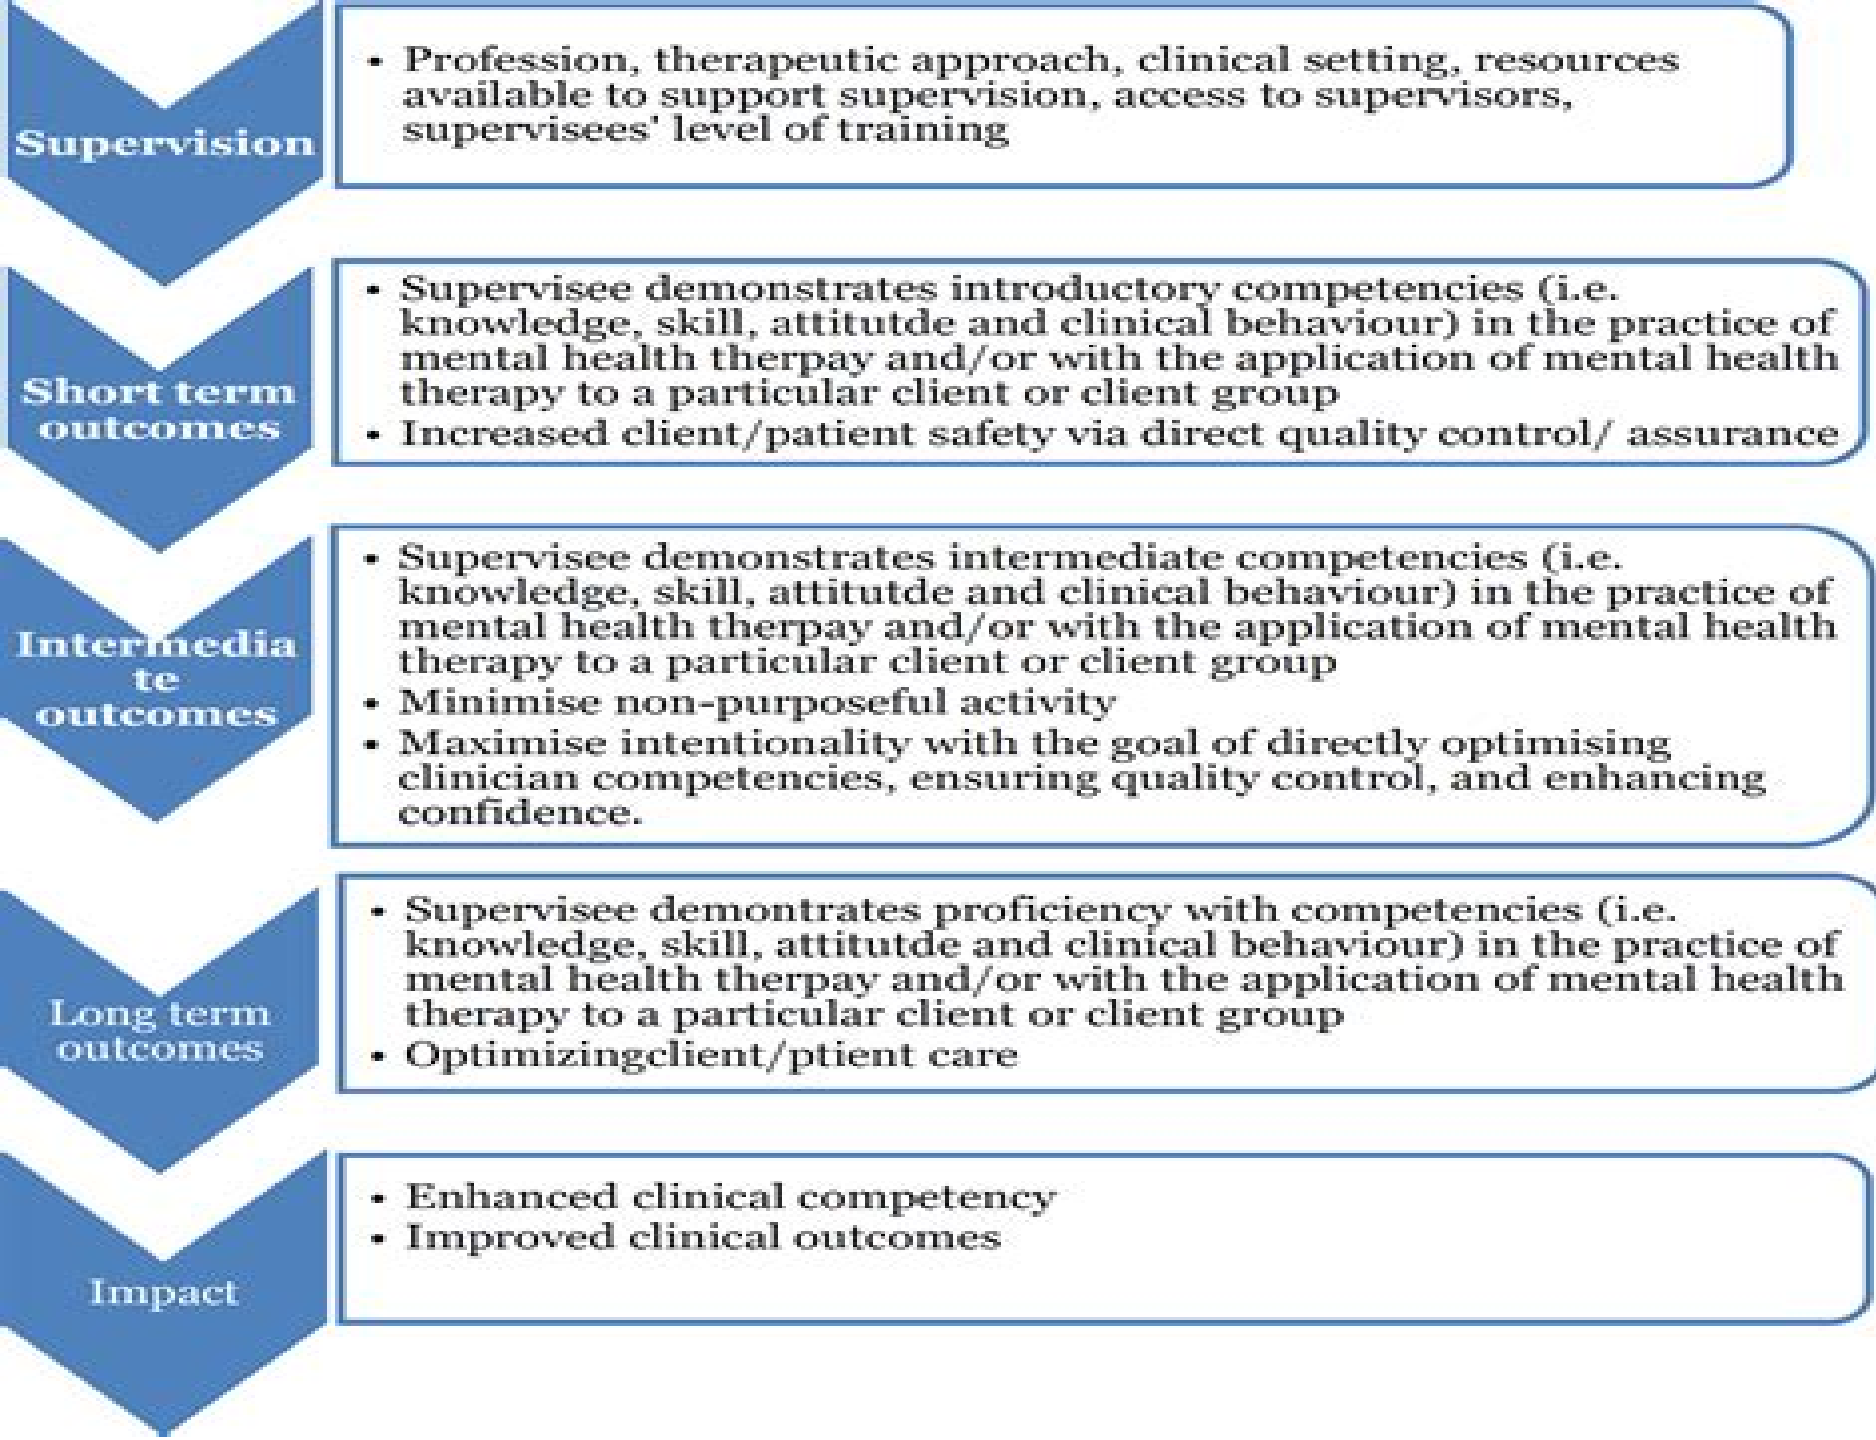 Supervision
• Profession, therapeutic approach, clinical setting, resources
available to support supervision, access to supervisors,
supervisees' level of training
Short term
outcomes
• Supervisee demonstrates introductory competencies (i.e.
knowledge, skill, attitutde and clinical behaviour) in the practice of
mental health therpay and/or with the application of mental health
therapy to a particular client or client group
• Increased client/patient safety via direct quality control/ assurance
Intermedia
te
outcomes
• Supervisee demonstrates intermediate competencies (i.e.
knowledge, skill, attitutde and clinical behaviour) in the practice of
mental health therpay and/or with the application of mental health
therapy to a particular client or client group
• Minimise non-purposeful activity
• Maximise intentionality with the goal of directly optimising
clinician competencies, ensuring quality control, and enhancing
confidence.
Long term
outcomes
• Supervisee demontrates proficiency with competencies (i.e.
knowledge, skill, attitutde and clinical behaviour) in the practice of
mental health therpay and/or with the application of mental health
therapy to a particular client or client group
• Optimizingclient/ptient care
Impact
• Enhanced clinical competency
• Improved clinical outcomes